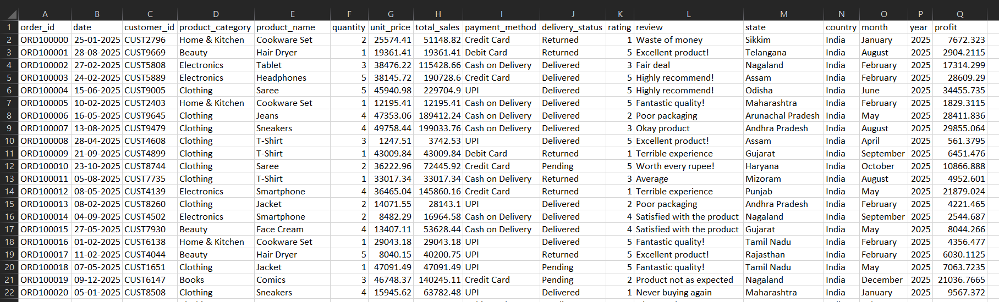 A B C D E F G H I J K L M N O P Q
1 order_id date customer_id product_category product_name quantity unit_price total_sales payment_method delivery_status rating review state country month year profit
2 ORD100000 25-01-2025 CUST2796 Home & Kitchen Cookware Set 2 25574.41 51148.82 Credit Card Returned 1 Waste of money Sikkim India January 2025 7672.323
3 ORD100001 28-08-2025 CUST9669 Beauty Hair Dryer 1 19361.41 19361.41 Debit Card Returned 5 Excellent product! Telangana India August 2025 2904.2115
4 ORD100002 27-02-2025 CUST5808 Electronics Tablet 3 38476.22 115428.66 Cash on Delivery Delivered 3 Fair deal Nagaland India February 2025 17314.299
5 ORD100003 24-02-2025 CUST5889 Electronics Headphones 5 38145.72 190728.6 Credit Card Delivered 5 Highly recommend! Assam India February 2025 28609.29
6 ORD100004 15-06-2025 CUST9005 Clothing Saree 5 45940.98 229704.9 UPI Delivered 5 Highly recommend! Odisha India June 2025 34455.735
7 ORD100005 10-02-2025 CUST2403 Home & Kitchen Cookware Set 1 12195.41 12195.41 Cash on Delivery Delivered 5 Fantastic quality! Maharashtra India February 2025 1829.3115
8 ORD100006 16-05-2025 CUST9645 Clothing Jeans 4 47353.06 189412.24 Cash on Delivery Delivered 2 Poor packaging Arunachal Pradesh India May 2025 28411.836
9 ORD100007 13-08-2025 CUST9479 Clothing Sneakers 4 49758.44 199033.76 Cash on Delivery Delivered 3 Okay product Andhra Pradesh India August 2025 29855.064
10 ORD100008 28-04-2025 CUST4608 Clothing T-Shirt 3 1247.51 3742.53 UPI Delivered 5 Excellent product! Assam India April 2025 561.3795
11 ORD100009 21-09-2025 CUST4899 Clothing T-Shirt 1 43009.84 43009.84 Debit Card Returned 1 Terrible experience Gujarat India September 2025 6451.476
12 ORD100010 23-10-2025 CUST8744 Clothing Saree 2 36222.96 72445.92 Credit Card Pending 5 Worth every rupee! Haryana India October 2025 10866.888
13 ORD100011 05-08-2025 CUST7735 Clothing T-Shirt 1 33017.34 33017.34 Cash on Delivery Returned 3 Average Mizoram India August 2025 4952.601
14 ORD100012 08-05-2025 CUST4139 Electronics Smartphone 4 36465.04 145860.16 Credit Card Returned 1 Terrible experience Punjab India May 2025 21879.024
15 ORD100013 08-02-2025 CUST8260 Clothing Jacket 2 14071.55 28143.1 UPI Delivered 2 Poor packaging Andhra Pradesh India February 2025 4221.465
16 ORD100014 04-09-2025 CUST4502 Electronics Smartphone 2 8482.29 16964.58 Cash on Delivery Delivered 4 Satisfied with the product Nagaland India September 2025 2544.687
17 ORD100015 27-05-2025 CUST7930 Beauty Face Cream 4 13407.11 53628.44 Cash on Delivery Delivered 4 Satisfied with the product Gujarat India May 2025 8044.266
18 ORD100016 01-02-2025 CUST6138 Home & Kitchen Cookware Set 1 29043.18 29043.18 UPI Delivered 5 Fantastic quality! Tamil Nadu India February 2025 4356.477
19 ORD100017 11-02-2025 CUST4044 Beauty Hair Dryer 5 8040.15 40200.75 UPI Returned 5 Excellent product! Rajasthan India February 2025 6030.1125
20 ORD100018 07-05-2025 CUST1651 Clothing Jacket 1 47091.49 47091.49 UPI Pending 5 Fantastic quality! Tamil Nadu India May 2025 7063.7235
21 ORD100019 09-12-2025 CUST6147 Books Comics 3 46748.37 140245.11 Credit Card Pending 2 Product not as expected Nagaland India December 2025 21036.7665
22 ORD100020 05-01-2025 CUST8508 Clothing Sneakers 4 15945.62 63782.48 UPI Delivered 1 Never buying again Maharashtra India January 2025 9567.372